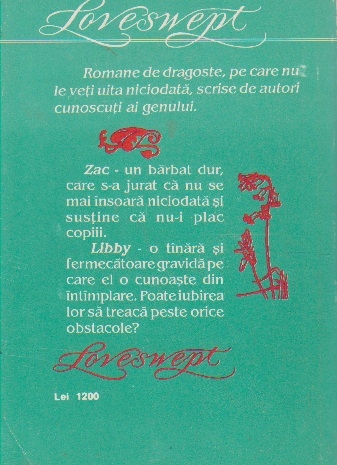 Loveswept
Romane de dragoste, pe care nu
le veți uita niciodată, scrise de autori
cunoscuți ai genului.
Zac - un bărbat dur,
care s-a jurat că nu se
mai însoară niciodată și
susține că nu-i plac
copiii.
Libby - o tînără și
fermecătoare gravidă pe
care el o cunoaște din
întîmplare. Poate iubirea
lor să treacă peste orice
obstacole?
Loveswept
Lei 1200